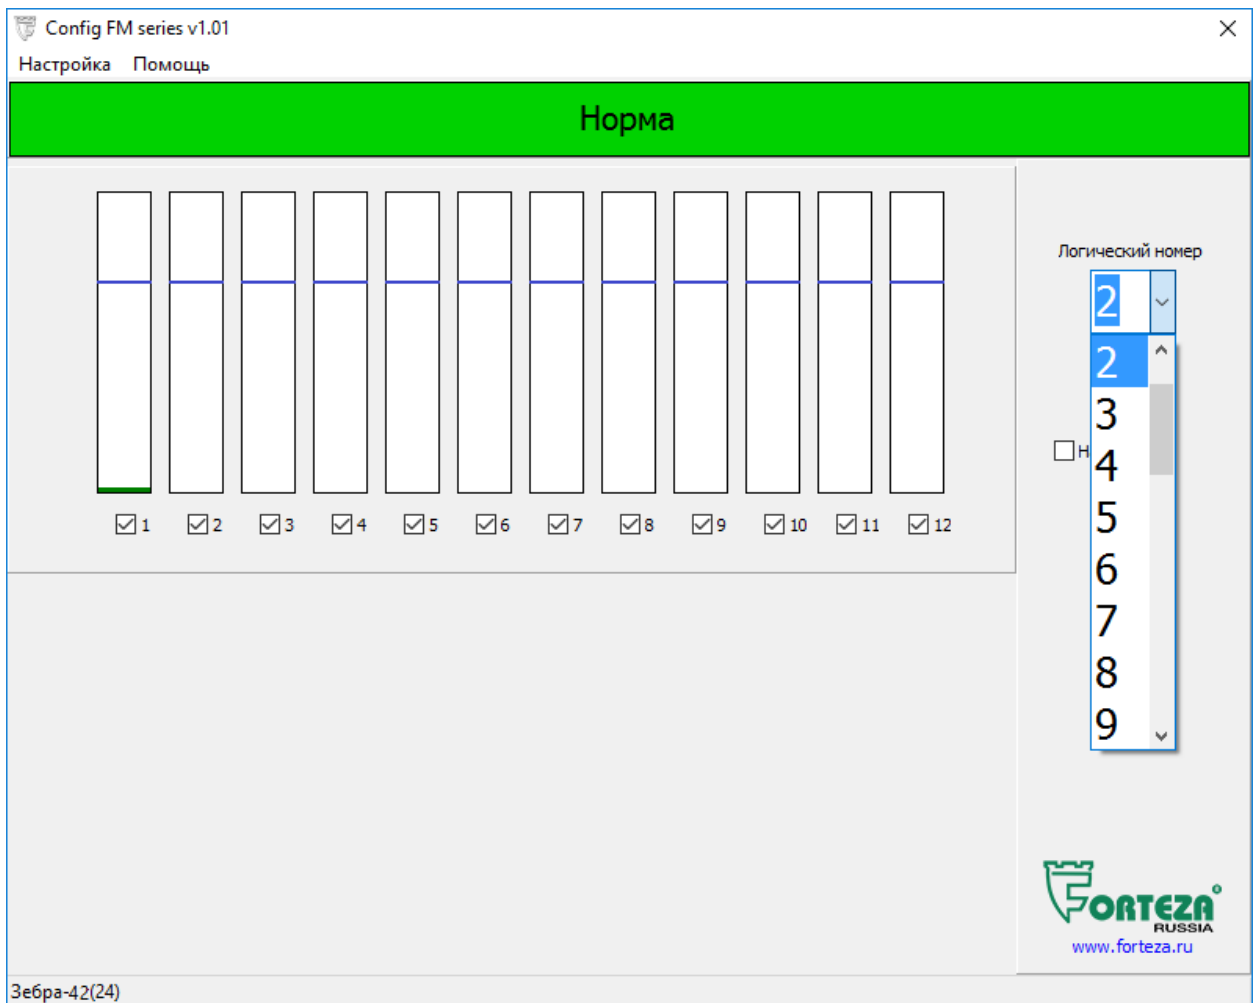 Config FM series v1.01
Настройка Помощь
Норма
Логический номер
2
2
3
4
5
6
7
8
9
Н
1 2 3 4 5 6 7 8 9 10 11 12
FORTEZA®
RUSSIA
www.forteza.ru
Зебра-42(24)